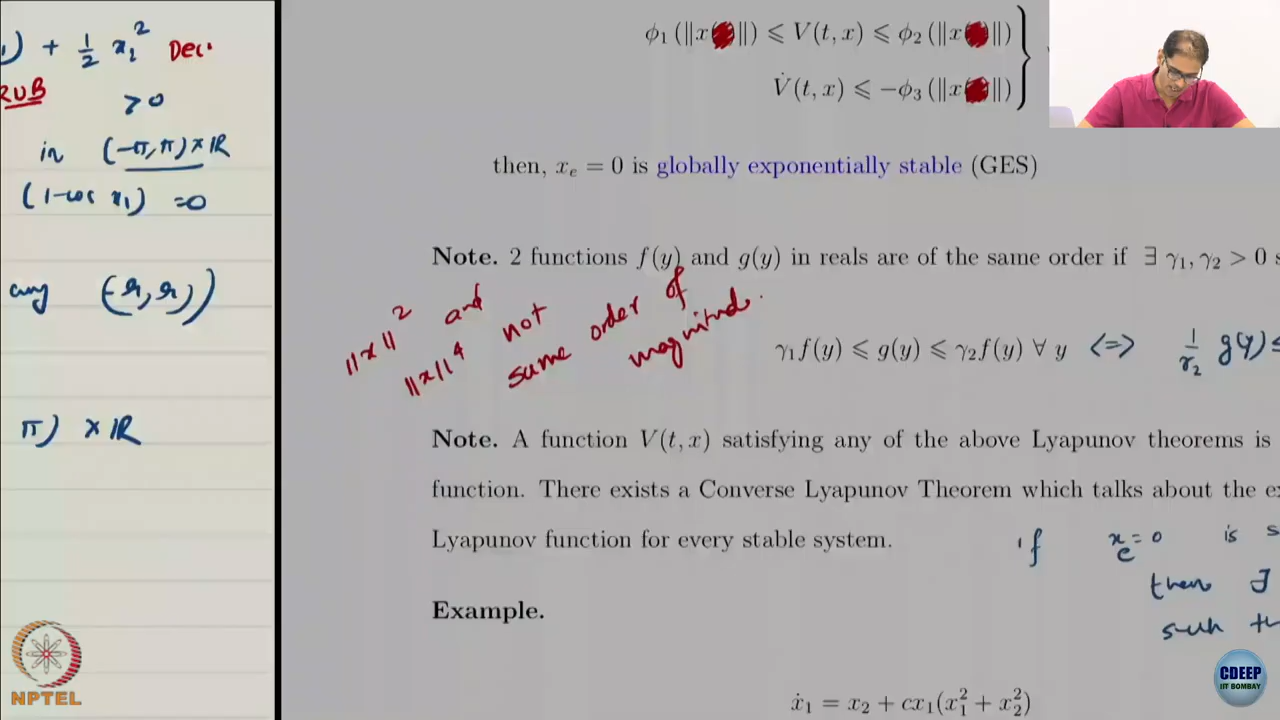 ) + 1/2 x₁² Dec.
RUB >0
in (-π,π) × ℝ
(1-cos x₁) =0
any (-r,r))
π) × ℝ
ϕ₁(‖x‖) ⩽ V(t, x) ⩽ ϕ₂(‖x‖)
V̇(t, x) ⩽ −ϕ₃(‖x‖)
then, xₑ = 0 is globally exponentially stable (GES)
Note. 2 functions f(y) and g(y) in reals are of the same order if ∃ γ₁, γ₂ > 0 s
‖x‖² and
‖x‖⁴ not
same order of
magnitud.
γ₁f(y) ⩽ g(y) ⩽ γ₂f(y) ∀ y <=> 1/γ₂ g(y) ≤
Note. A function V(t, x) satisfying any of the above Lyapunov theorems is
function. There exists a Converse Lyapunov Theorem which talks about the ex
Lyapunov function for every stable system.
if xₑ=0 is s
then ∃
such th
Example.
ẋ₁ = x₂ + cx₁(x₁² + x₂²)
NPTEL
CDEEP
IIT BOMBAY